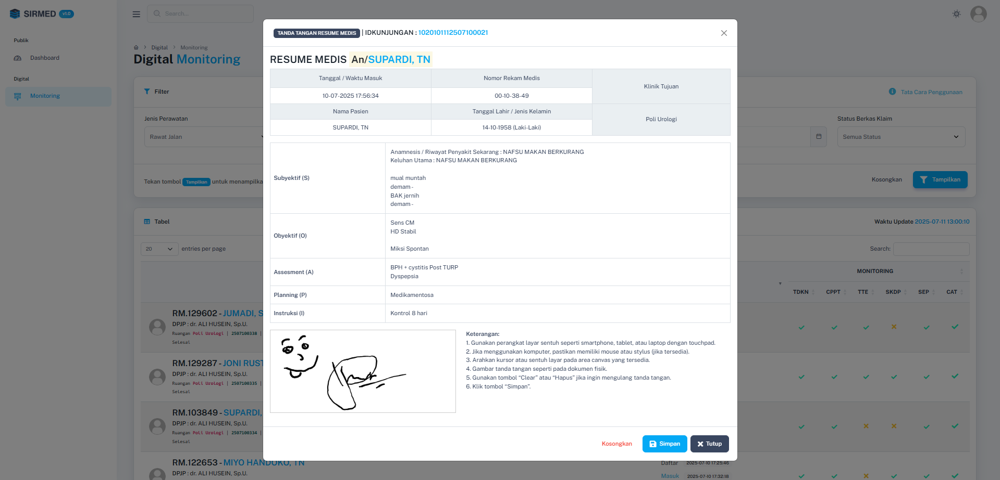 SIRMED v1.0
Search...
Publik
Dashboard
Digital
Monitoring
Digital > Monitoring
Digital Monitoring
Filter
Tata Cara Penggunaan
Jenis Perawatan
Rawat Jalan
Status Berkas Klaim
Semua Status
Tekan tombol Tampilkan untuk menampilka
Kosongkan
Tampilkan
Tabel
Waktu Update 2025-07-11 13:00:10
20 entries per page
Search:
MONITORING
TDKN CPPT TTE SKDP SEP CAT
RM.129602 - JUMADI, S
DPJP : dr. ALI HUSEIN, Sp.U.
Ruangan Poli Urologi | 2507100338 |
Selesai
RM.129287 - JONI RUST
DPJP : dr. ALI HUSEIN, Sp.U.
Ruangan Poli Urologi | 2507100335 |
Selesai
RM.103849 - SUPARDI,
DPJP : dr. ALI HUSEIN, Sp.U.
Ruangan Poli Urologi | 2507100334 |
Selesai
RM.122653 - MIYO HANDOKO, TN
DPJP : dr. ALI HUSEIN, Sp.U.
Daftar 2025-07-10 17:25:46
Masuk 2025-07-10 17:32:18
TANDA TANGAN RESUME MEDIS | IDKUNJUNGAN : 1020101112507100021
RESUME MEDIS An/SUPARDI, TN
Tanggal / Waktu Masuk
Nomor Rekam Medis
Klinik Tujuan
10-07-2025 17:56:34
00-10-38-49
Nama Pasien
Tanggal Lahir / Jenis Kelamin
Poli Urologi
SUPARDI, TN
14-10-1958 (Laki-Laki)
Subyektif (S)
Anamnesis / Riwayat Penyakit Sekarang : NAFSU MAKAN BERKURANG
Keluhan Utama : NAFSU MAKAN BERKURANG
mual muntah
demam -
BAK jernih
demam -
Obyektif (O)
Sens CM
HD Stabil
Miksi Spontan
Assesment (A)
BPH + cystitis Post TURP
Dyspepsia
Planning (P)
Medikamentosa
Instruksi (I)
Kontrol 8 hari
Keterangan:
1. Gunakan perangkat layar sentuh seperti smartphone, tablet, atau laptop dengan touchpad.
2. Jika menggunakan komputer, pastikan memiliki mouse atau stylus (jika tersedia).
3. Arahkan kursor atau sentuh layar pada area canvas yang tersedia.
4. Gambar tanda tangan seperti pada dokumen fisik.
5. Gunakan tombol “Clear” atau “Hapus” jika ingin mengulang tanda tangan.
6. Klik tombol “Simpan”.
Kosongkan
Simpan
Tutup